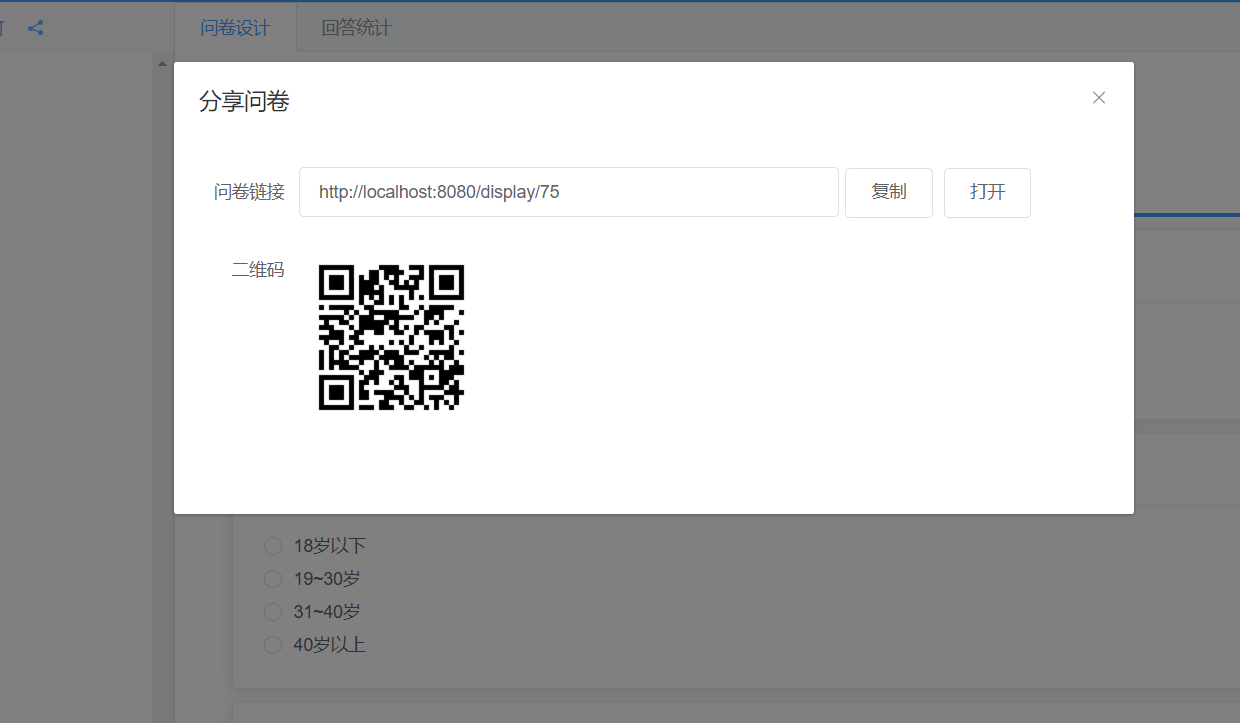 问卷设计
回答统计
分享问卷
问卷链接
http://localhost:8080/display/75
复制
打开
二维码
18岁以下
19~30岁
31~40岁
40岁以上